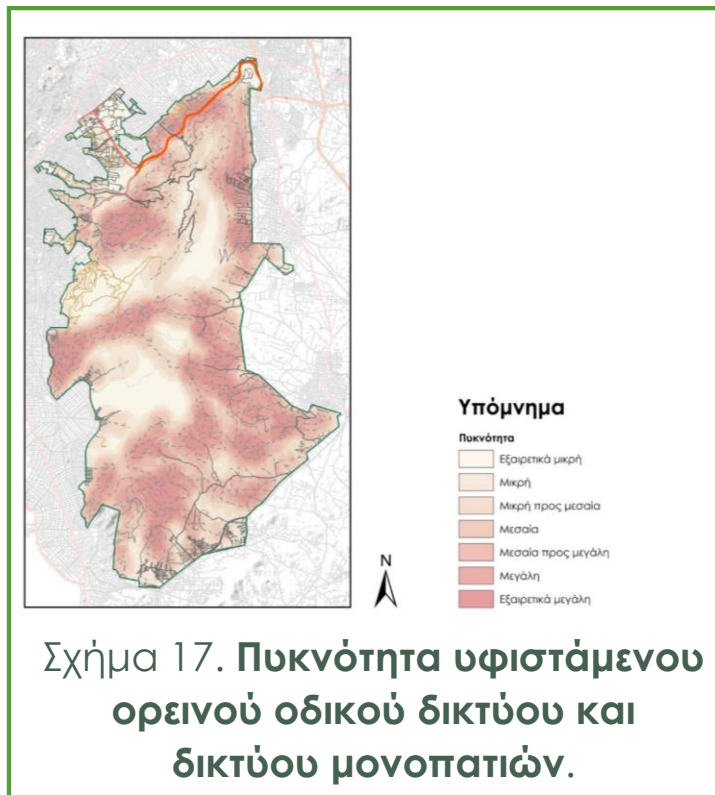 Υπόμνημα
Πυκνότητα
Εξαιρετικά μικρή
Μικρή
Μικρή προς μεσαία
Μεσαία
Μεσαία προς μεγάλη
Μεγάλη
Εξαιρετικά μεγάλη
N
Σχήμα 17. Πυκνότητα υφιστάμενου
ορεινού οδικού δικτύου και
δικτύου μονοπατιών.